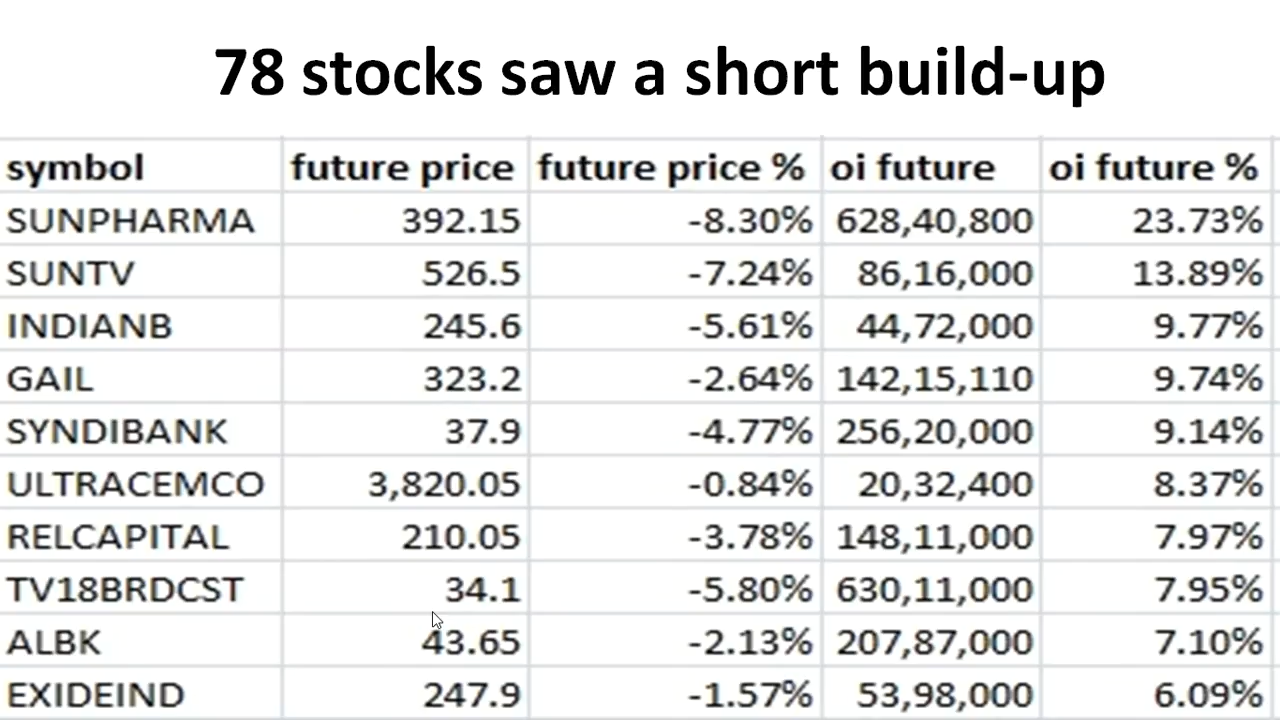 78 stocks saw a short build-up
symbol future price future price % oi future oi future %
SUNPHARMA 392.15 -8.30% 628,40,800 23.73%
SUNTV 526.5 -7.24% 86,16,000 13.89%
INDIANB 245.6 -5.61% 44,72,000 9.77%
GAIL 323.2 -2.64% 142,15,110 9.74%
SYNDIBANK 37.9 -4.77% 256,20,000 9.14%
ULTRACEMCO 3,820.05 -0.84% 20,32,400 8.37%
RELCAPITAL 210.05 -3.78% 148,11,000 7.97%
TV18BRDCST 34.1 -5.80% 630,11,000 7.95%
ALBK 43.65 -2.13% 207,87,000 7.10%
EXIDEIND 247.9 -1.57% 53,98,000 6.09%